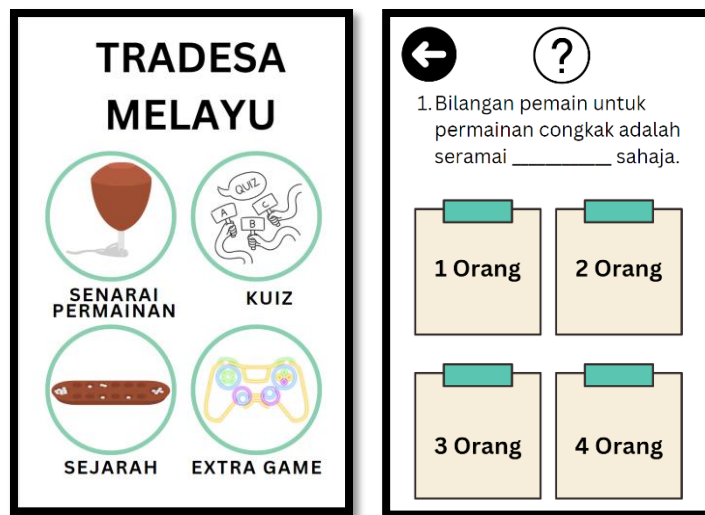 TRADESA
MELAYU
QUIZ
A
B
C
SENARAI
PERMAINAN
KUIZ
SEJARAH
EXTRA GAME
?
1. Bilangan pemain untuk
permainan congkak adalah
seramai __________ sahaja.
1 Orang
2 Orang
3 Orang
4 Orang